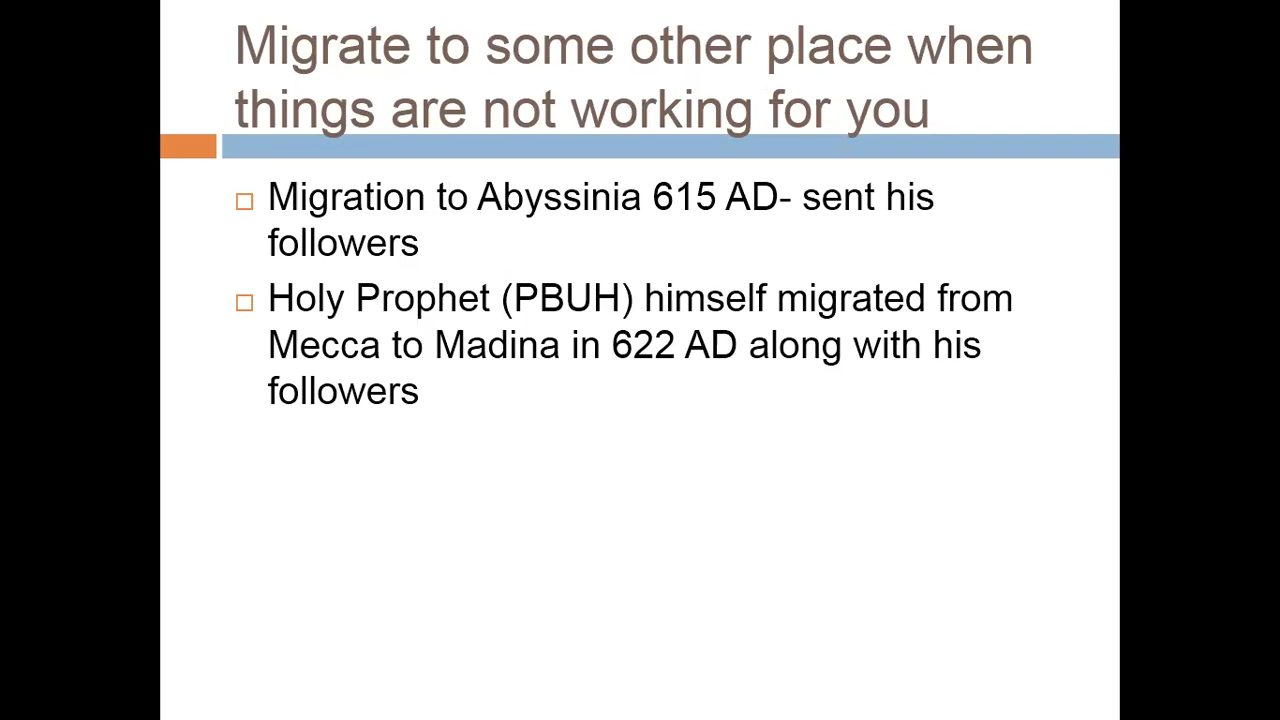 Migrate to some other place when
things are not working for you
Migration to Abyssinia 615 AD- sent his
followers
Holy Prophet (PBUH) himself migrated from
Mecca to Madina in 622 AD along with his
followers